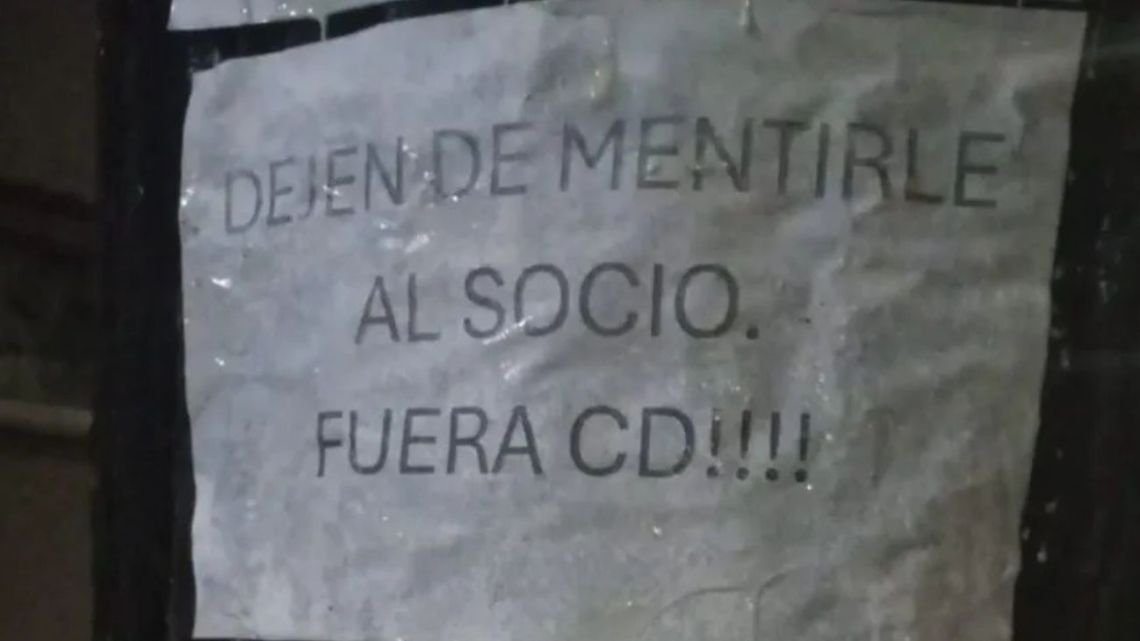 DEJEN DE MENTIRLE
AL SOCIO.
FUERA CD!!!!